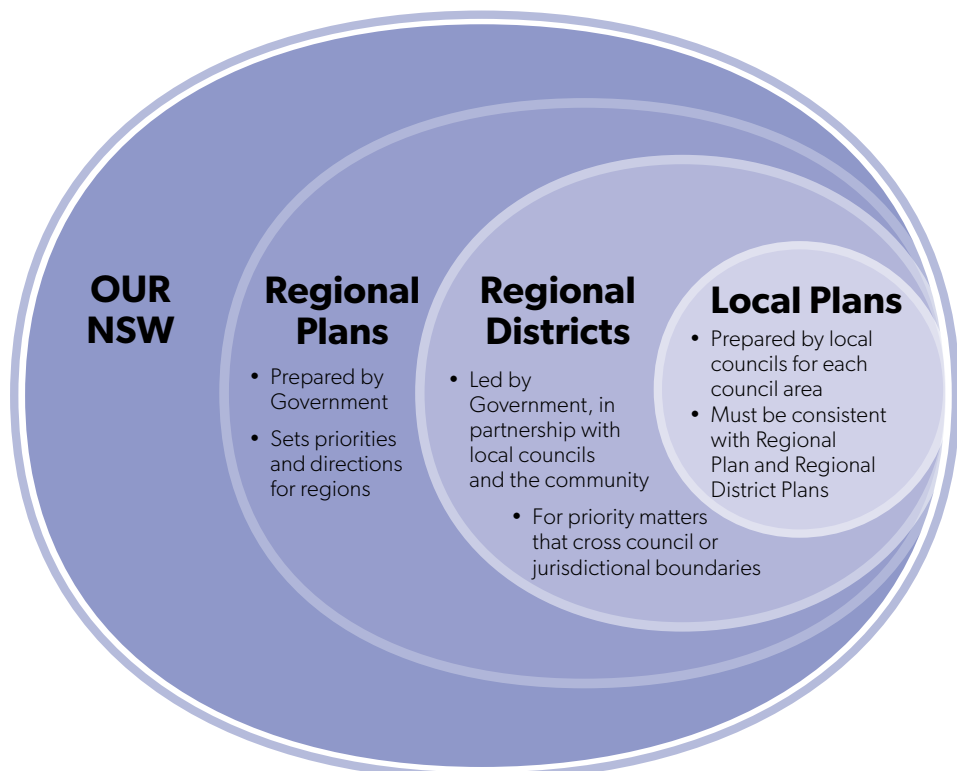 OUR
NSW
Regional
Plans
• Prepared by
Government
• Sets priorities
and directions
for regions
Regional
Districts
• Led by
Government, in
partnership with
local councils
and the community
• For priority matters
that cross council or
jurisdictional boundaries
Local Plans
• Prepared by local
councils for each
council area
• Must be consistent
with Regional
Plan and Regional
District Plans